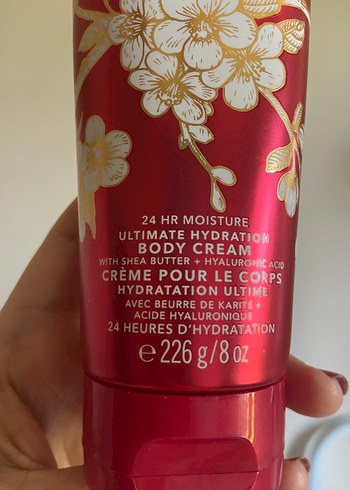 24 HR MOISTURE
ULTIMATE HYDRATION
BODY CREAM
WITH SHEA BUTTER + HYALURONIC ACID
CRÈME POUR LE CORPS
HYDRATATION ULTIME
AVEC BEURRE DE KARITÉ +
ACIDE HYALURONIQUE
24 HEURES D'HYDRATATION
℮ 226 g/8 oz